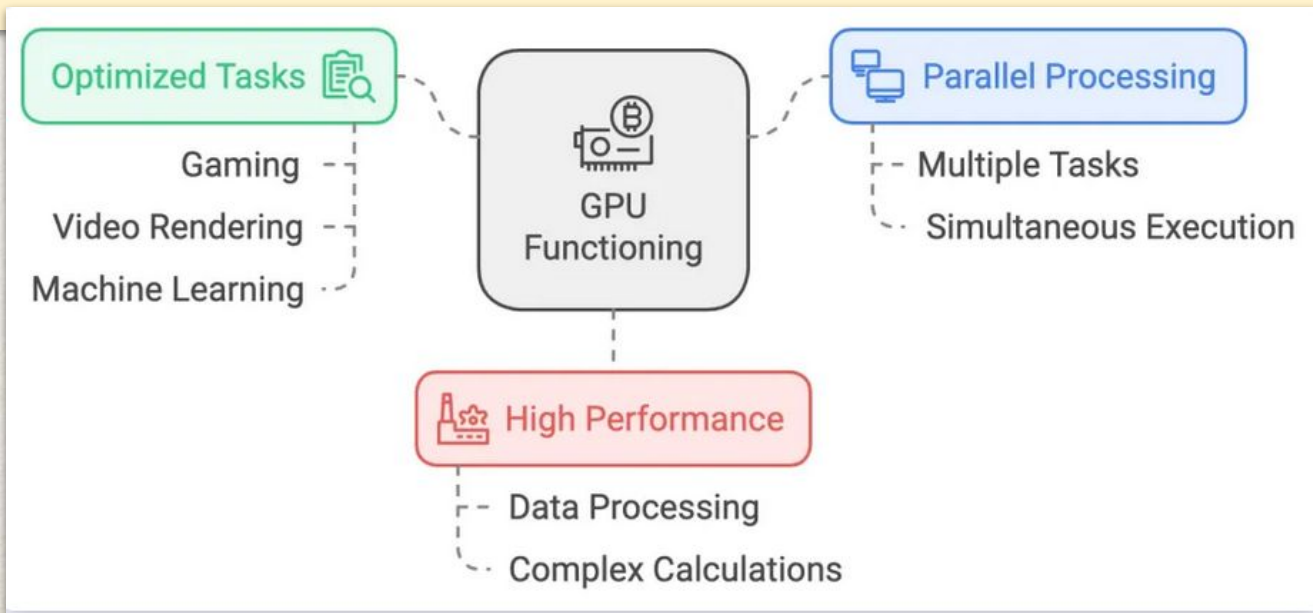 Optimized Tasks
Gaming
Video Rendering
Machine Learning
GPU
Functioning
Parallel Processing
Multiple Tasks
Simultaneous Execution
High Performance
Data Processing
Complex Calculations